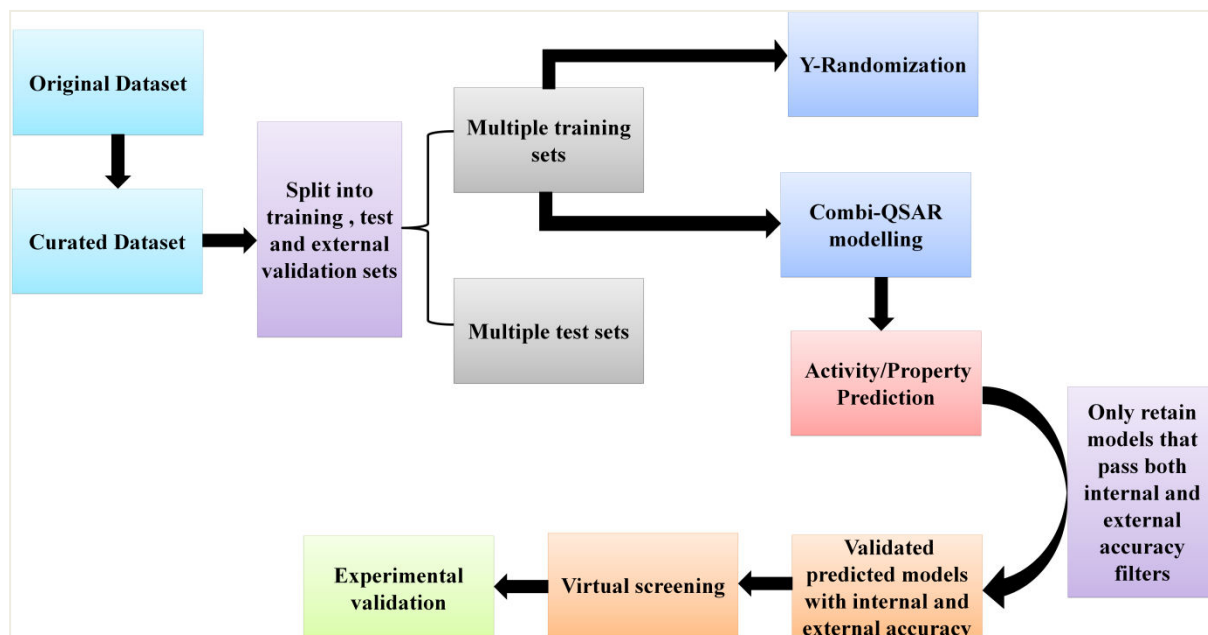 Original Dataset
Curated Dataset
Split into
training , test
and external
validation sets
Multiple training
sets
Multiple test sets
Y-Randomization
Combi-QSAR
modelling
Activity/Property
Prediction
Only retain
models that
pass both
internal and
external
accuracy
filters
Validated
predicted models
with internal and
external accuracy
Virtual screening
Experimental
validation